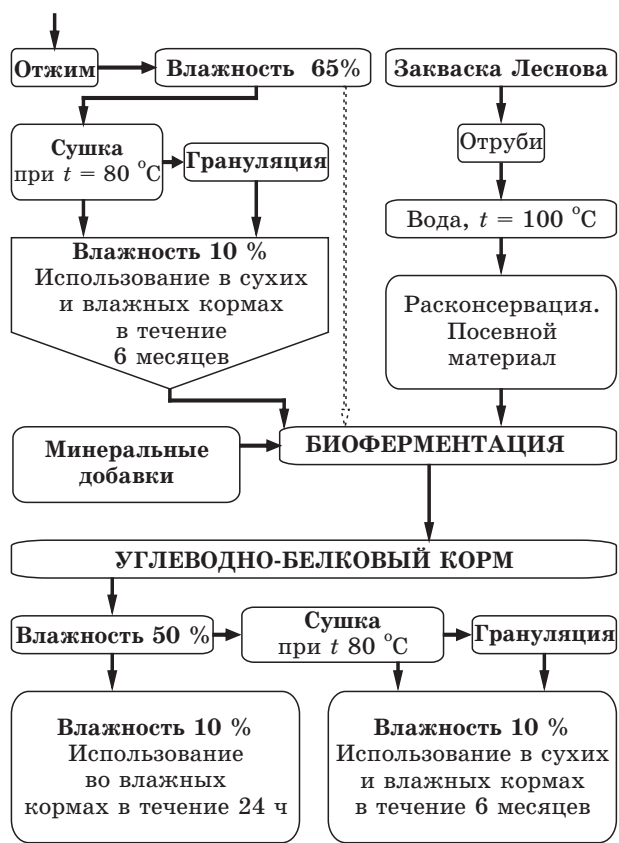 Отжим
Влажность 65%
Закваска Леснова
Сушка
при t = 80 °C
Грануляция
Отруби
Вода, t = 100 °C
Влажность 10 %
Использование в сухих
и влажных кормах
в течение
6 месяцев
Расконсервация.
Посевной
материал
Минеральные
добавки
БИОФЕРМЕНТАЦИЯ
УГЛЕВОДНО-БЕЛКОВЫЙ КОРМ
Влажность 50 %
Сушка
при t 80 °C
Грануляция
Влажность 10 %
Использование
во влажных
кормах в течение 24 ч
Влажность 10 %
Использование в сухих
и влажных кормах
в течение 6 месяцев